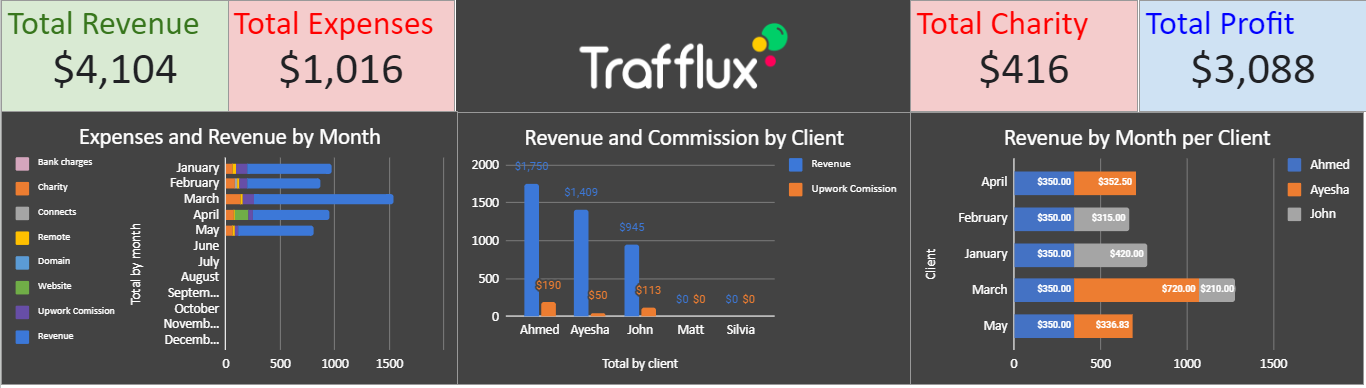 Total Revenue
$4,104
Total Expenses
$1,016
Trafflux
Total Charity
$416
Total Profit
$3,088
Expenses and Revenue by Month
Bank charges
Charity
Connects
Remote
Domain
Website
Upwork Comission
Revenue
Total by month
January
February
March
April
May
June
July
August
Septem...
October
Novemb...
Decemb...
0 500 1000 1500
Revenue and Commission by Client
2000
1500
1000
500
0
$1,750
$190
$1,409
$50
$945
$113
$0 $0
$0 $0
Ahmed Ayesha John Matt Silvia
Total by client
Revenue
Upwork Comission
Revenue by Month per Client
Client
April $350.00 $352.50
February $350.00 $315.00
January $350.00 $420.00
March $350.00 $720.00 $210.00
May $350.00 $336.83
0 500 1000 1500
Ahmed
Ayesha
John